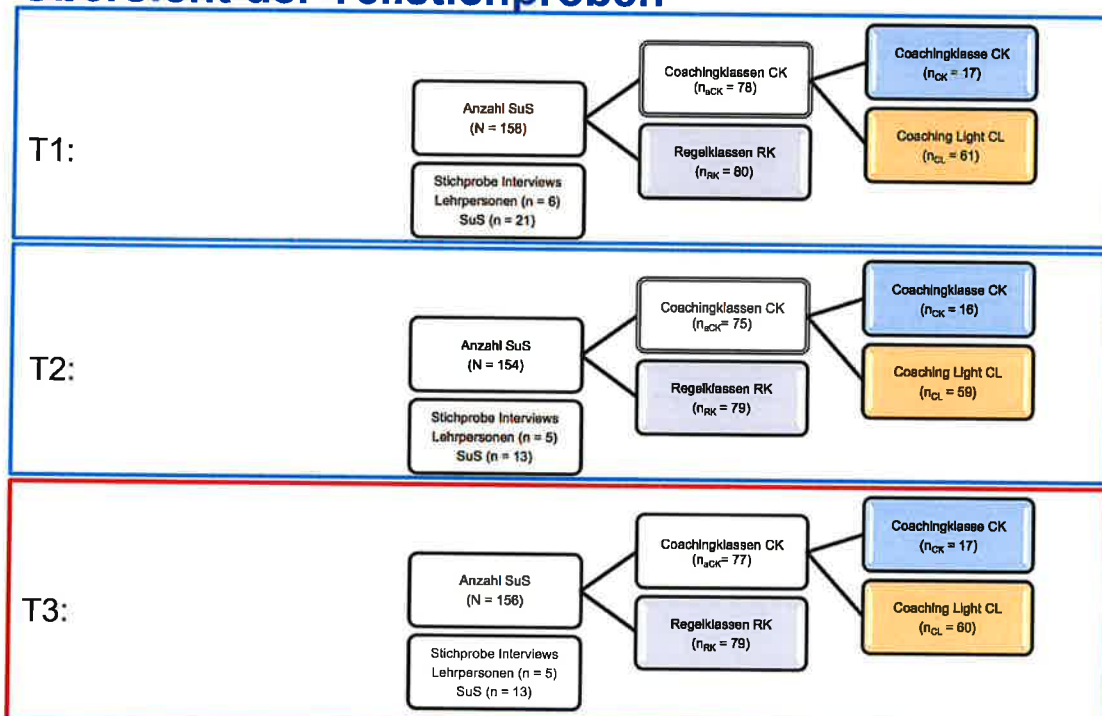 Übersicht der Teilstichproben
T1:
Anzahl SuS
(N = 158)
Stichprobe Interviews
Lehrpersonen (n = 6)
SuS (n = 21)
Coachingklassen CK
(naCK = 78)
Regelklassen RK
(nRK = 80)
Coachingklasse CK
(nCK = 17)
Coaching Light CL
(nCL = 61)
T2:
Anzahl SuS
(N = 154)
Stichprobe Interviews
Lehrpersonen (n = 5)
SuS (n = 13)
Coachingklassen CK
(naCK= 75)
Regelklassen RK
(nRK = 79)
Coachingklasse CK
(nCK = 16)
Coaching Light CL
(nCL = 59)
T3:
Anzahl SuS
(N = 156)
Stichprobe Interviews
Lehrpersonen (n = 5)
SuS (n = 13)
Coachingklassen CK
(naCK= 77)
Regelklassen RK
(nRK = 79)
Coachingklasse CK
(nCK = 17)
Coaching Light CL
(nCL = 60)